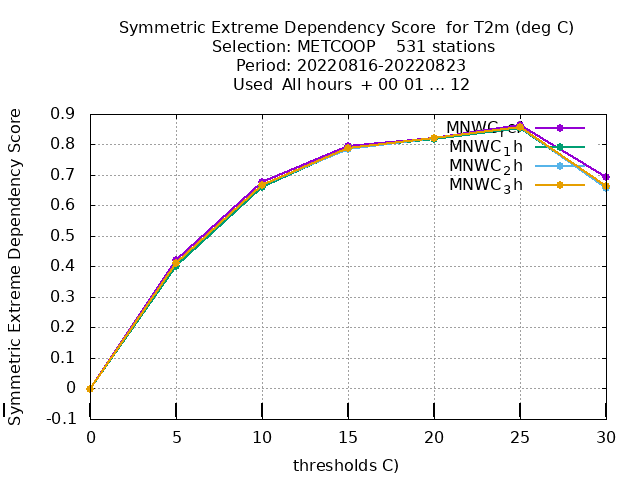 Symmetric Extreme Dependency Score for T2m (deg C)
Selection: METCOOP 531 stations
Period: 20220816-20220823
Used All hours + 00 01 ... 12
Symmetric Extreme Dependency Score
0.9
0.8
0.7
0.6
0.5
0.4
0.3
0.2
0.1
0
-0.1
MNWC
MNWC1h
MNWC2h
MNWC3h
0 5 10 15 20 25 30
thresholds C)